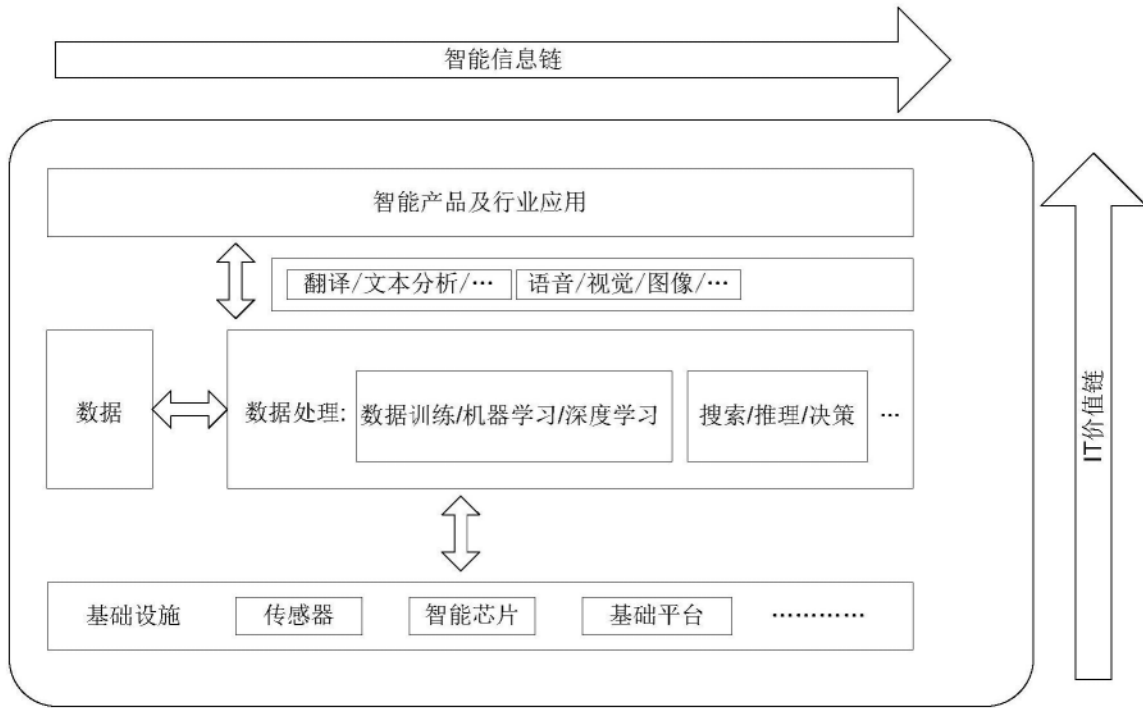 智能信息链
智能产品及行业应用
翻译/文本分析/… 语音/视觉/图像/…
数据 数据处理: 数据训练/机器学习/深度学习 搜索/推理/决策 …
基础设施 传感器 智能芯片 基础平台 …………
IT价值链